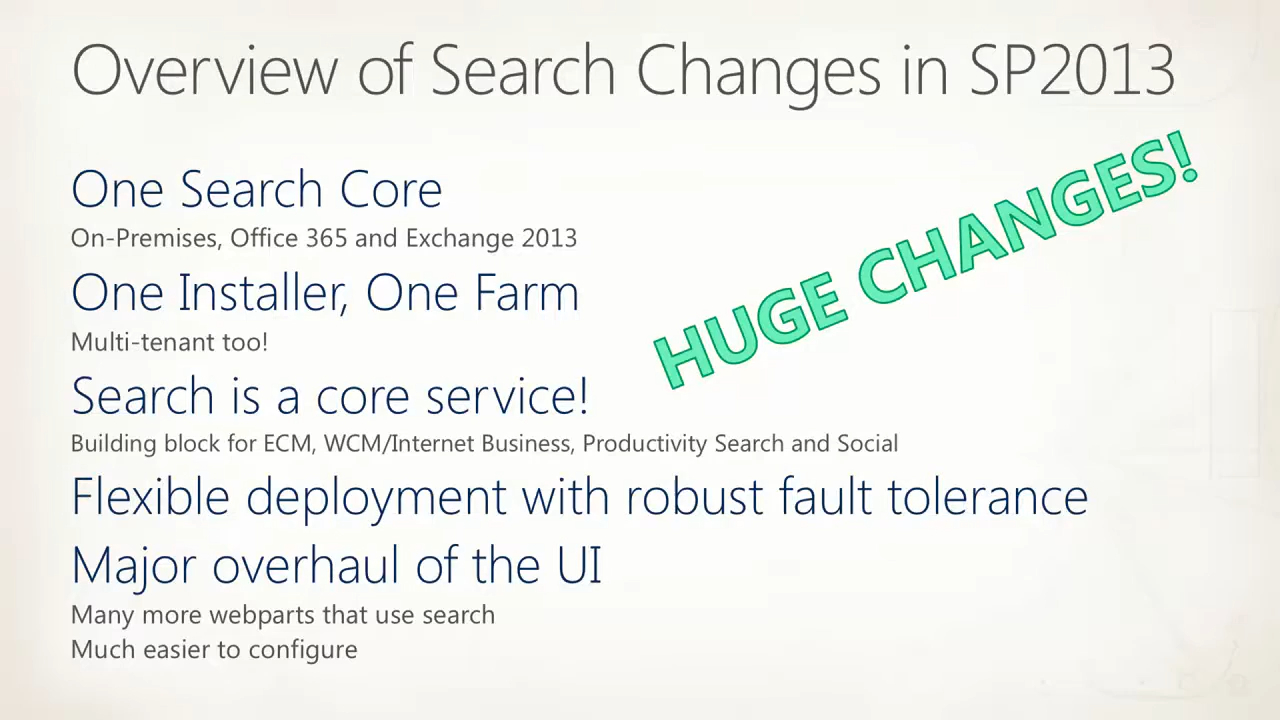 Overview of Search Changes in SP2013
HUGE CHANGES!
One Search Core
On-Premises, Office 365 and Exchange 2013
One Installer, One Farm
Multi-tenant too!
Search is a core service!
Building block for ECM, WCM/Internet Business, Productivity Search and Social
Flexible deployment with robust fault tolerance
Major overhaul of the UI
Many more webparts that use search
Much easier to configure